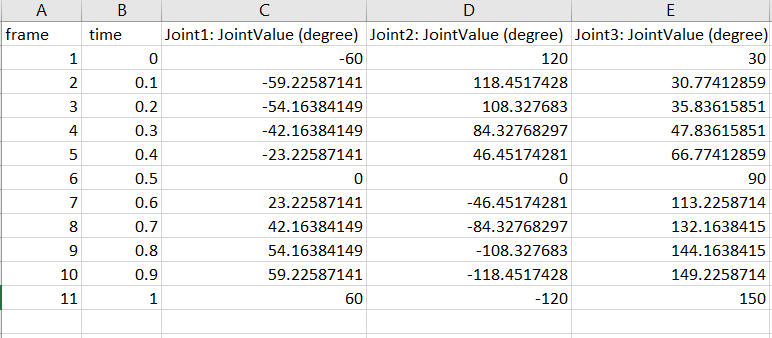 A B C D E
frame time Joint1: JointValue (degree) Joint2: JointValue (degree) Joint3: JointValue (degree)
1 0 -60 120 30
2 0.1 -59.22587141 118.4517428 30.77412859
3 0.2 -54.16384149 108.327683 35.83615851
4 0.3 -42.16384149 84.32768297 47.83615851
5 0.4 -23.22587141 46.45174281 66.77412859
6 0.5 0 0 90
7 0.6 23.22587141 -46.45174281 113.2258714
8 0.7 42.16384149 -84.32768297 132.1638415
9 0.8 54.16384149 -108.327683 144.1638415
10 0.9 59.22587141 -118.4517428 149.2258714
11 1 60 -120 150